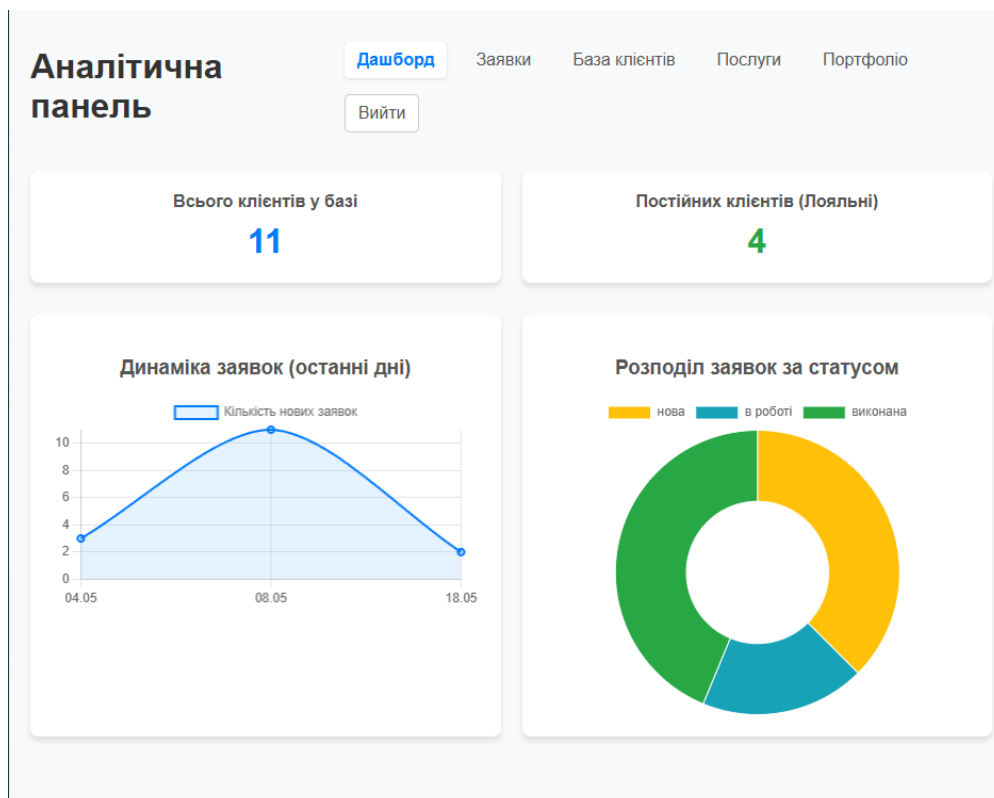 Аналітична
панель
Дашборд Заявки База клієнтів Послуги Портфоліо
Вийти
Всього клієнтів у базі
11
Постійних клієнтів (Лояльні)
4
Динаміка заявок (останні дні)
Кількість нових заявок
10
8
6
4
2
0
04.05 08.05 18.05
Розподіл заявок за статусом
нова в роботі виконана